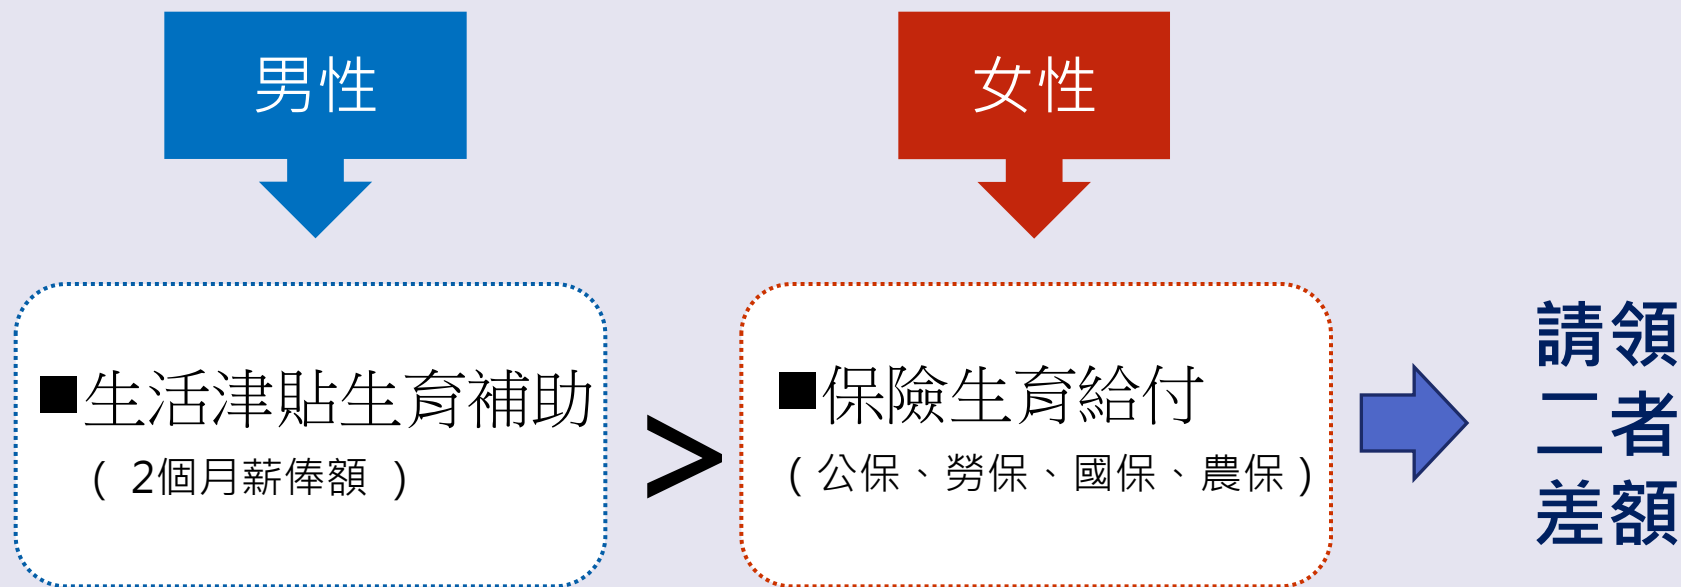 男性
女性
■生活津貼生育補助
( 2個月薪俸額 )
>
■保險生育給付
(公保、勞保、國保、農保)
請領
二者
差額